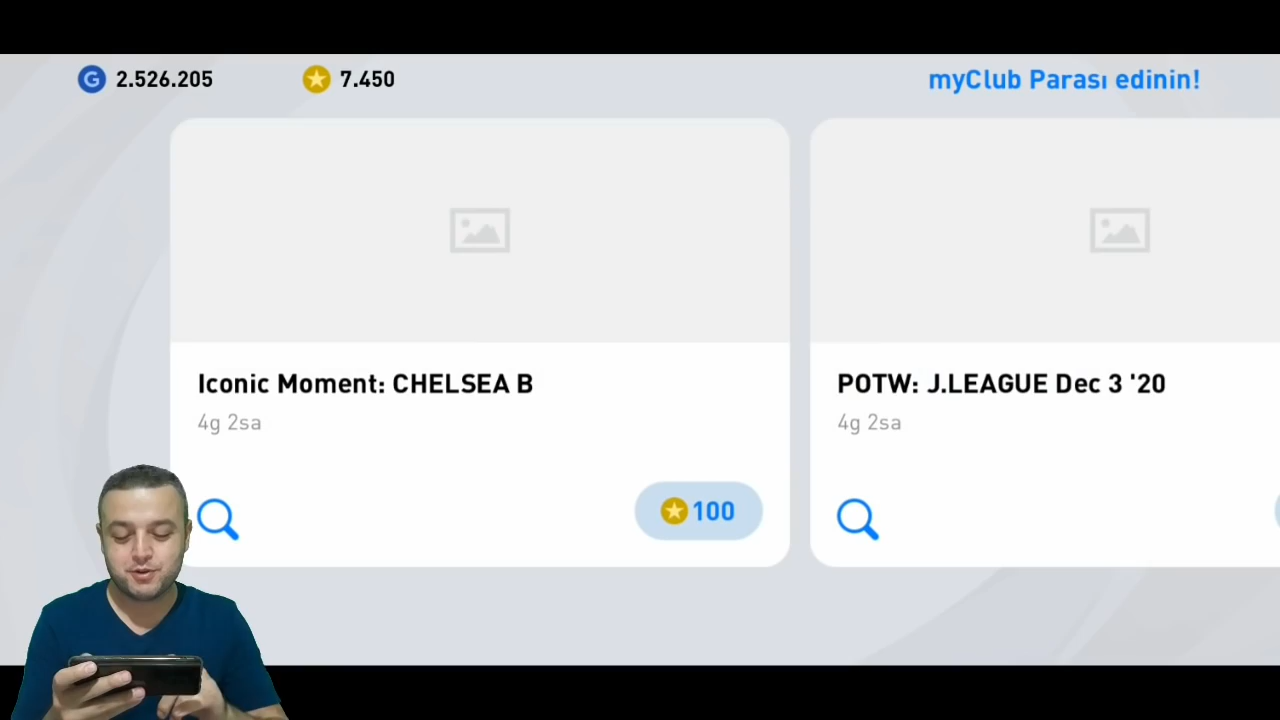 G 2.526.205
7.450
myClub Parası edinin!
Iconic Moment: CHELSEA B
4g 2sa
100
POTW: J.LEAGUE Dec 3 '20
4g 2sa